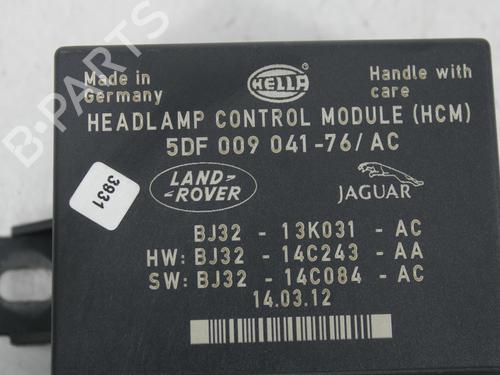 Made in
Germany
HELLA
Handle with
care
HEADLAMP CONTROL MODULE (HCM)
5DF 009 041-76/AC
3931
LAND-
ROVER
JAGUAR
BJ32 - 13K031 - AC
HW: BJ32 - 14C243 - AA
SW: BJ32 - 14C084 - AC
14.03.12
B-PARTS